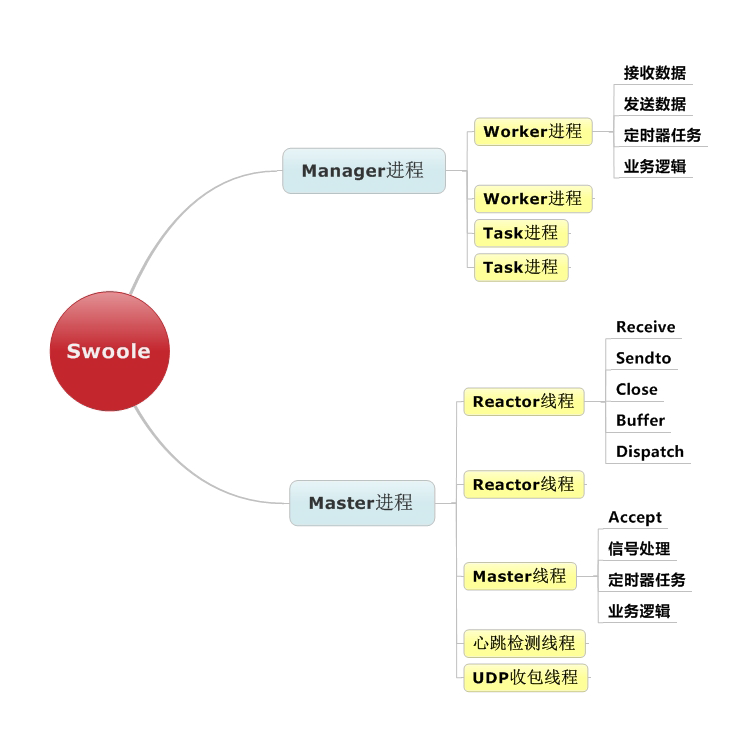 Swoole
Manager进程
Worker进程
接收数据
发送数据
定时器任务
业务逻辑
Worker进程
Task进程
Task进程
Master进程
Reactor线程
Receive
Sendto
Close
Buffer
Dispatch
Reactor线程
Master线程
Accept
信号处理
定时器任务
业务逻辑
心跳检测线程
UDP收包线程